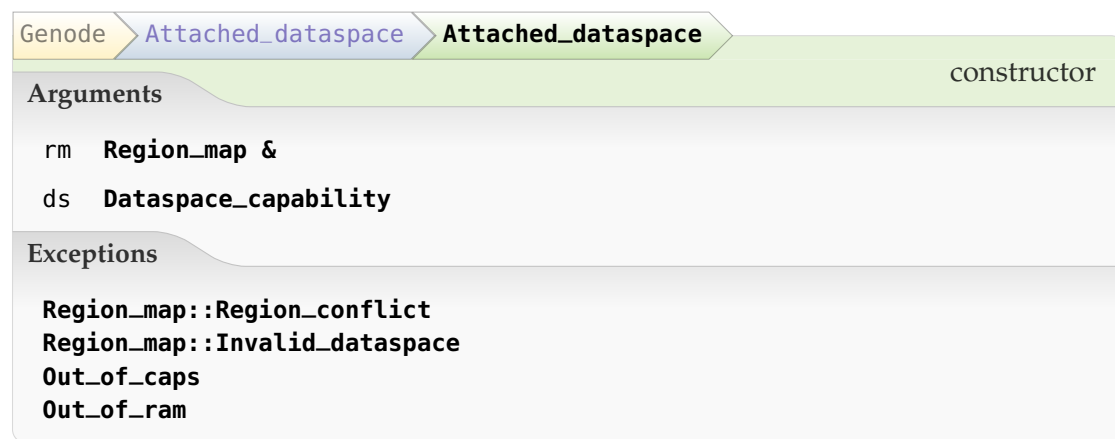 Genode Attached_dataspace Attached_dataspace
constructor
Arguments
rm Region_map &
ds Dataspace_capability
Exceptions
Region_map::Region_conflict
Region_map::Invalid_dataspace
Out_of_caps
Out_of_ram